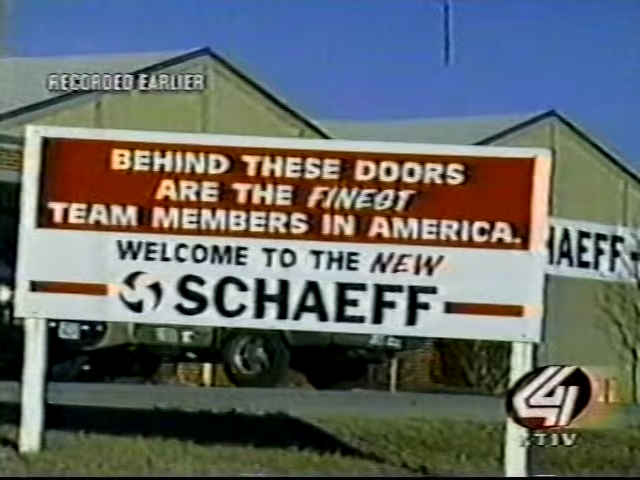 RECORDED EARLIER
BEHIND THESE DOORS
ARE THE FINEST
TEAM MEMBERS IN AMERICA.
WELCOME TO THE NEW
SCHAEFF
HAEFF
4
KTIV